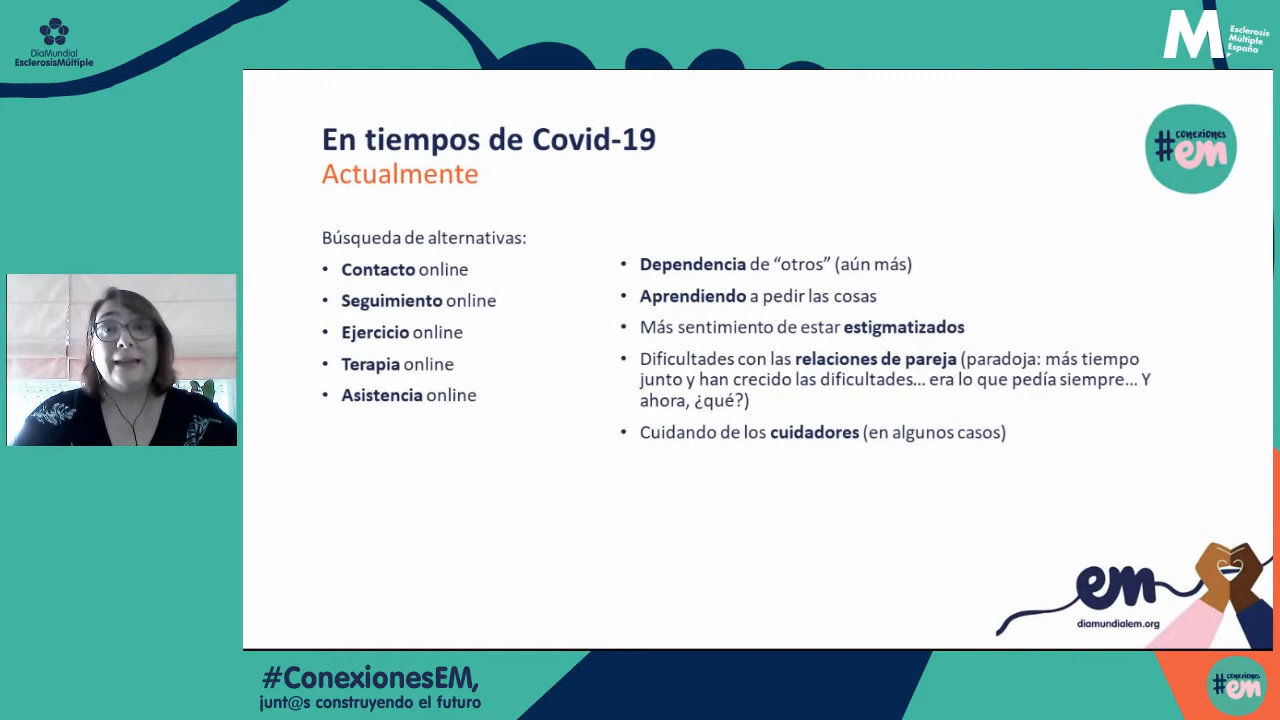 DíaMundial
EsclerosisMúltiple
M
Esclerosis
Múltiple
España
En tiempos de Covid-19
Actualmente
#conexiones
em
Búsqueda de alternativas:
• Contacto online
• Seguimiento online
• Ejercicio online
• Terapia online
• Asistencia online
• Dependencia de “otros” (aún más)
• Aprendiendo a pedir las cosas
• Más sentimiento de estar estigmatizados
• Dificultades con las relaciones de pareja (paradoja: más tiempo
junto y han crecido las dificultades... era lo que pedía siempre... Y
ahora, ¿qué?)
• Cuidando de los cuidadores (en algunos casos)
em
diamundialem.org
#ConexionesEM,
junt@s construyendo el futuro
#conexiones
em